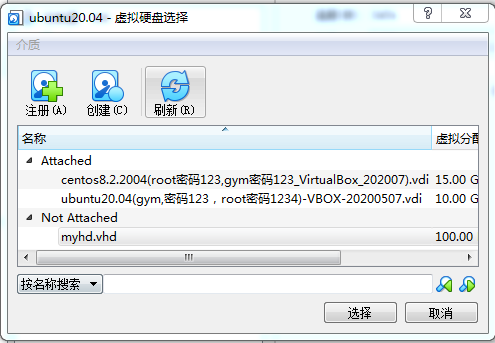 ubuntu20.04 - 虚拟硬盘选择
介质
注册(A) 创建(C) 刷新(R)
名称 虚拟分配
Attached
centos8.2.2004(root密码123,gym密码123_VirtualBox_202007).vdi 15.00 G
ubuntu20.04(gym,密码123，root密码1234)-VBOX-20200507.vdi 10.00 G
Not Attached
myhd.vhd 100.00
按名称搜索
选择 取消